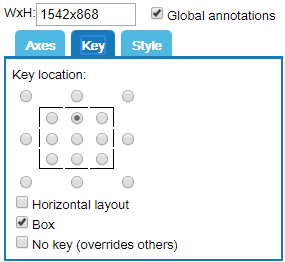 WxH: 1542x868 Global annotations
Axes Key Style
Key location:
Horizontal layout
Box
No key (overrides others)